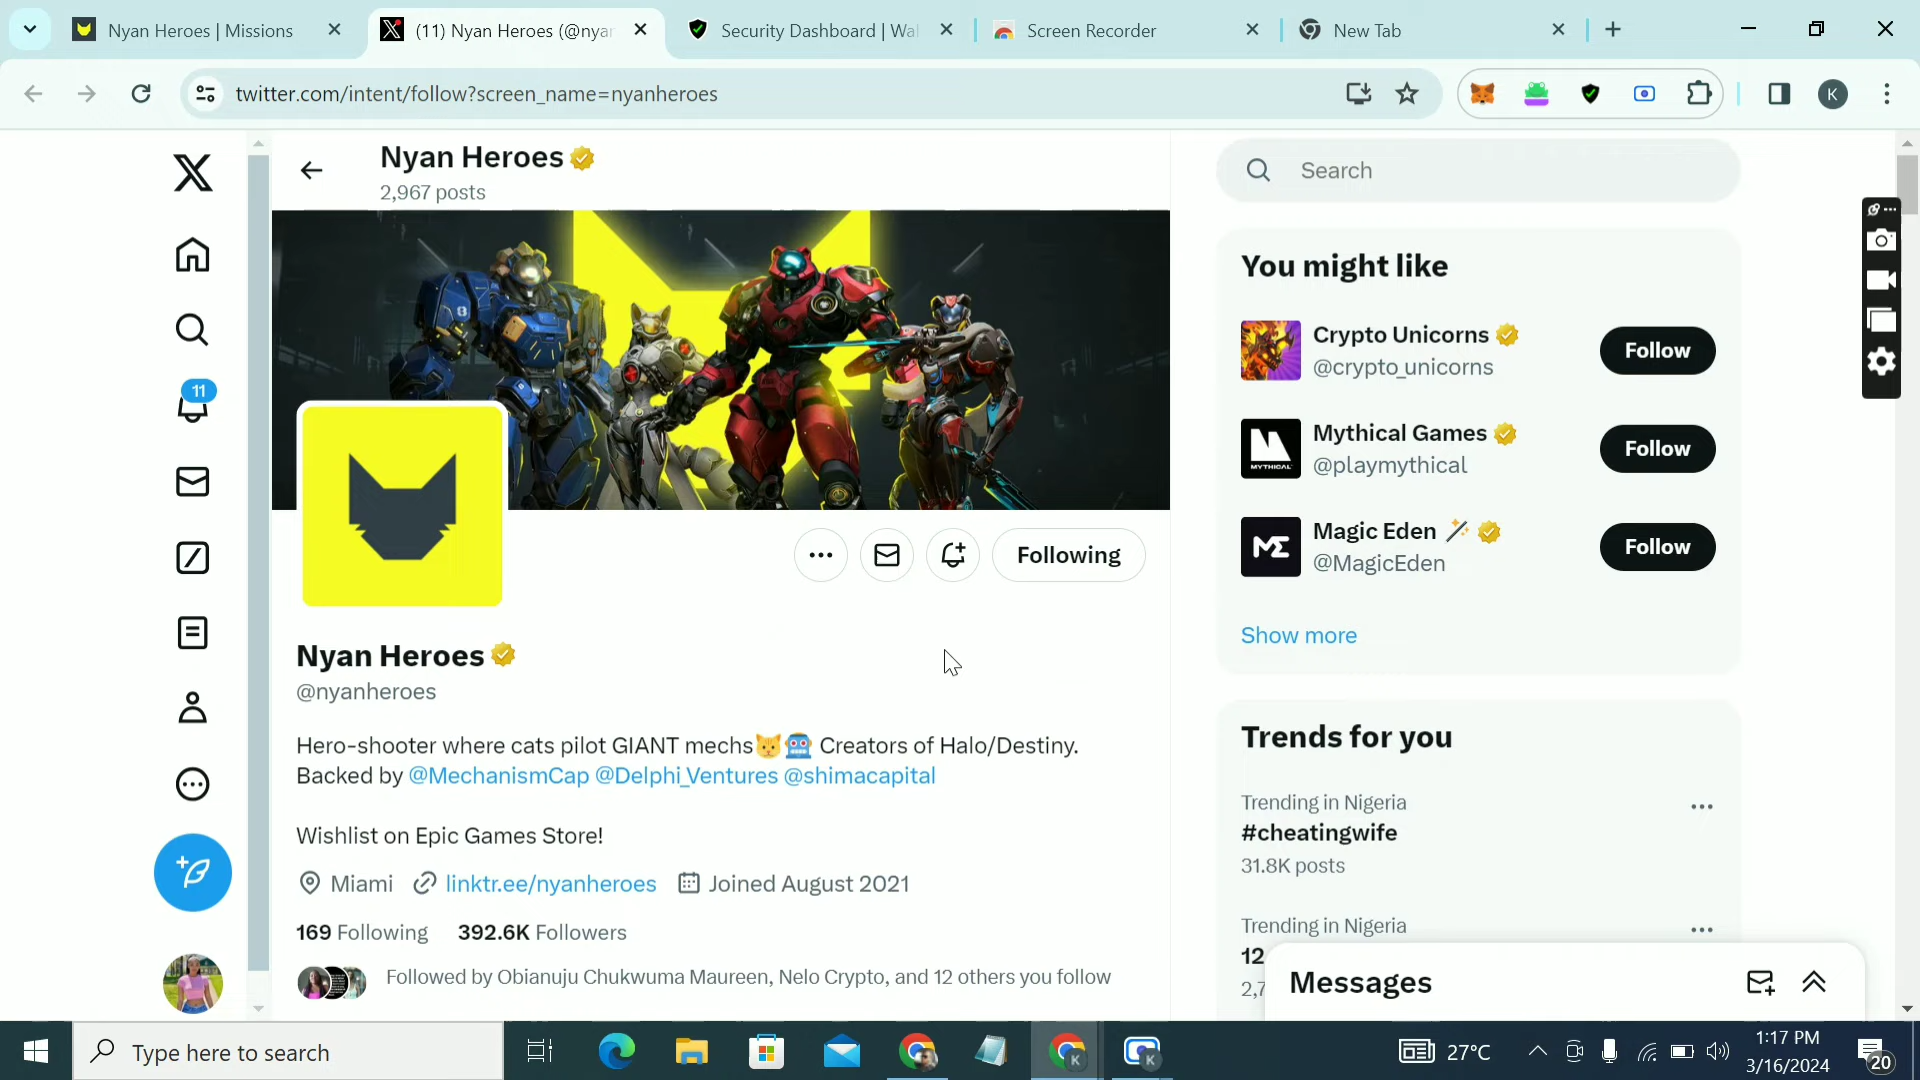 Nyan Heroes | Missions
(11) Nyan Heroes (@nyan
Security Dashboard | Wal
Screen Recorder
New Tab
twitter.com/intent/follow?screen_name=nyanheroes
K
Nyan Heroes
2,967 posts
Search
You might like
Crypto Unicorns
@crypto_unicorns
Follow
Mythical Games
@playmythical
Follow
MYTHICAL
Magic Eden
@MagicEden
Follow
ME
Show more
11
Following
Nyan Heroes
@nyanheroes
Hero-shooter where cats pilot GIANT mechs🐱🤖 Creators of Halo/Destiny.
Backed by @MechanismCap @Delphi_Ventures @shimacapital
Wishlist on Epic Games Store!
Miami linktr.ee/nyanheroes Joined August 2021
169 Following 392.6K Followers
Followed by Obianuju Chukwuma Maureen, Nelo Crypto, and 12 others you follow
Trends for you
Trending in Nigeria
#cheatingwife
31.8K posts
Trending in Nigeria
12
2,7
Messages
Type here to search
K
K
27°C
1:17 PM
3/16/2024
20